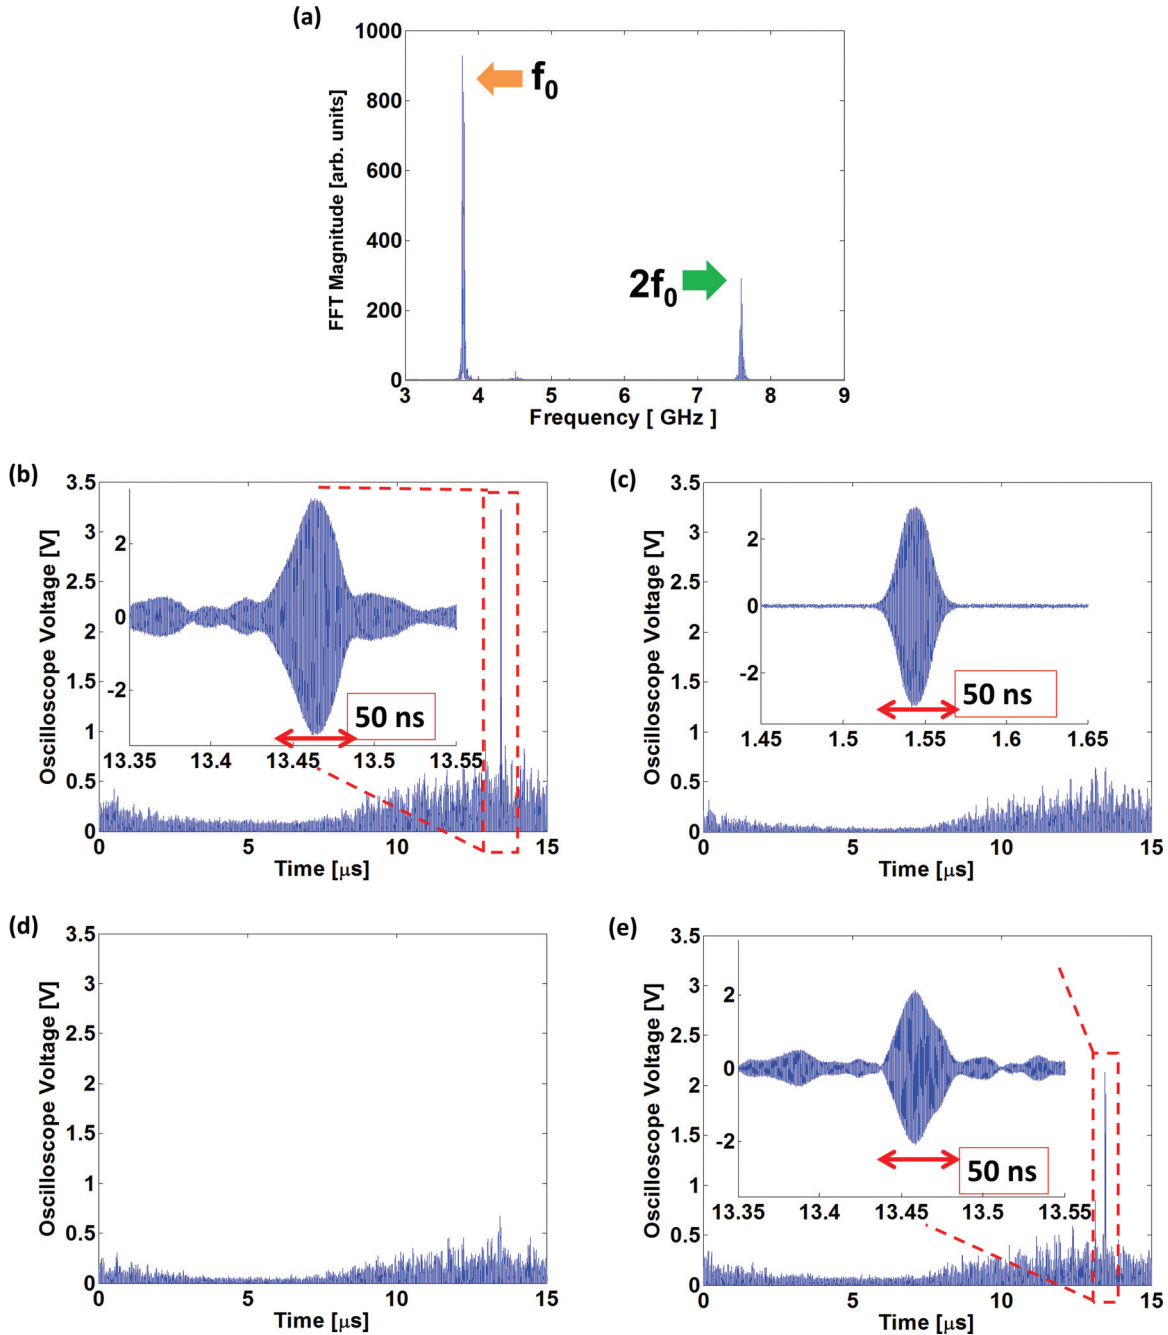 (a)
1000
800
600
400
200
0
FFT Magnitude [arb. units]
f0
2f0
3 4 5 6 7 8 9
Frequency [ GHz ]
(b)
3.5
3
2.5
2
1.5
1
0.5
0
Oscilloscope Voltage [V]
2
0
-2
50 ns
13.35 13.4 13.45 13.5 13.55
0 5 10 15
Time [μs]
(c)
3.5
3
2.5
2
1.5
1
0.5
0
Oscilloscope Voltage [V]
2
0
-2
50 ns
1.45 1.5 1.55 1.6 1.65
0 5 10 15
Time [μs]
(d)
3.5
3
2.5
2
1.5
1
0.5
0
Oscilloscope Voltage [V]
0 5 10 15
Time [μs]
(e)
3.5
3
2.5
2
1.5
1
0.5
0
Oscilloscope Voltage [V]
2
0
-2
50 ns
13.35 13.4 13.45 13.5 13.55
0 5 10 15
Time [μs]